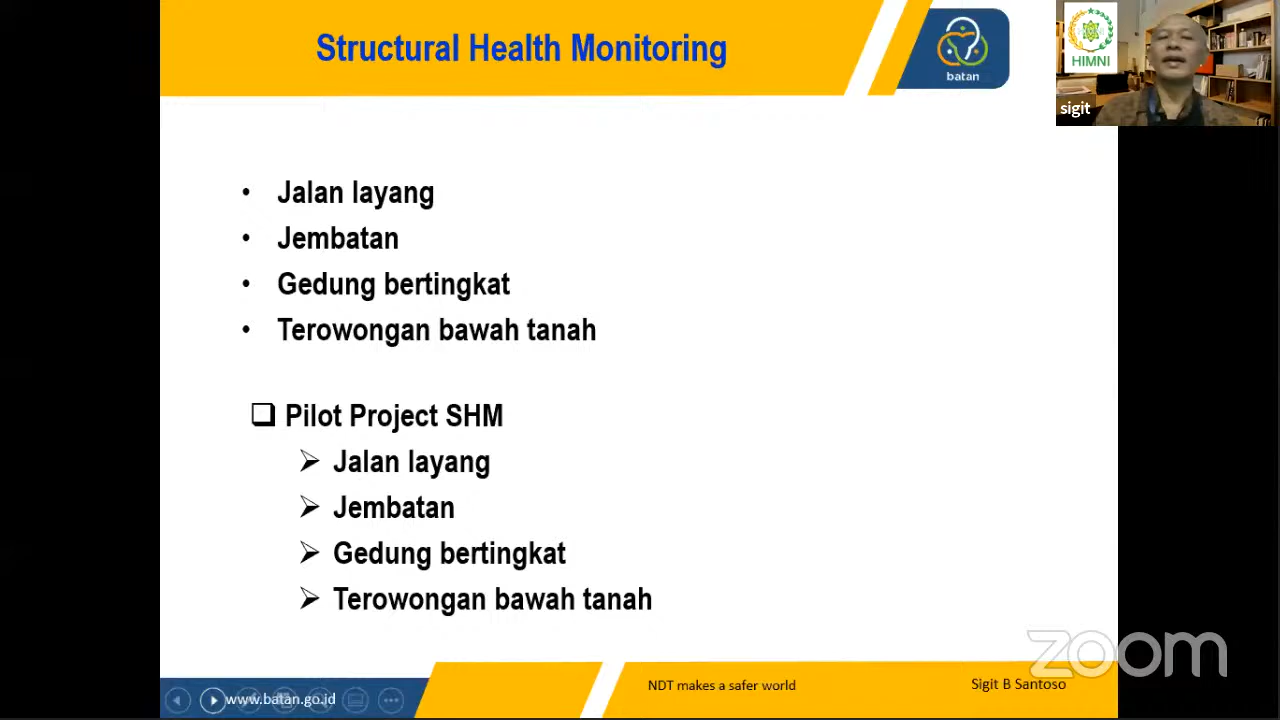 Structural Health Monitoring
batan
HIMNI
sigit
• Jalan layang
• Jembatan
• Gedung bertingkat
• Terowongan bawah tanah
Pilot Project SHM
Jalan layang
Jembatan
Gedung bertingkat
Terowongan bawah tanah
zoom
www.batan.go.id
NDT makes a safer world
Sigit B Santoso